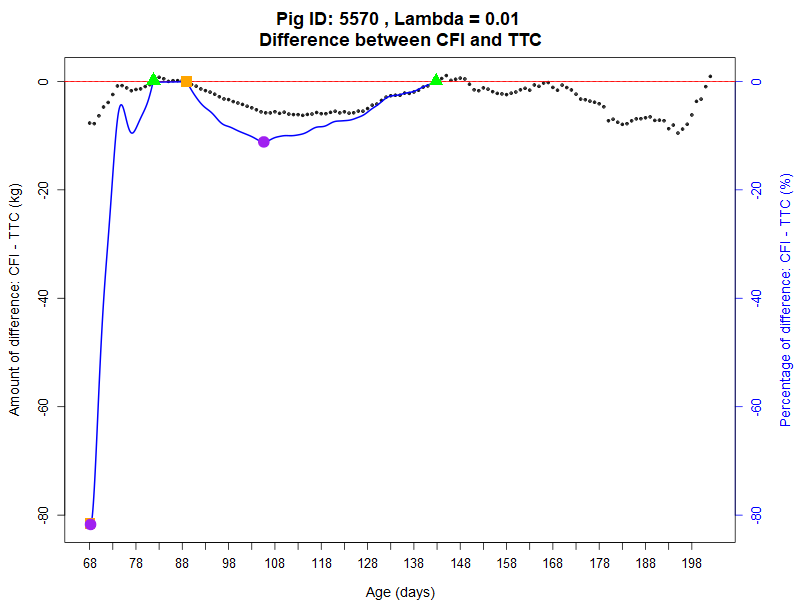 Pig ID: 5570 , Lambda = 0.01
Difference between CFI and TTC
Amount of difference: CFI - TTC (kg)
0
-20
-40
-60
-80
Percentage of difference: CFI - TTC (%)
0
-20
-40
-60
-80
68 78 88 98 108 118 128 138 148 158 168 178 188 198
Age (days)